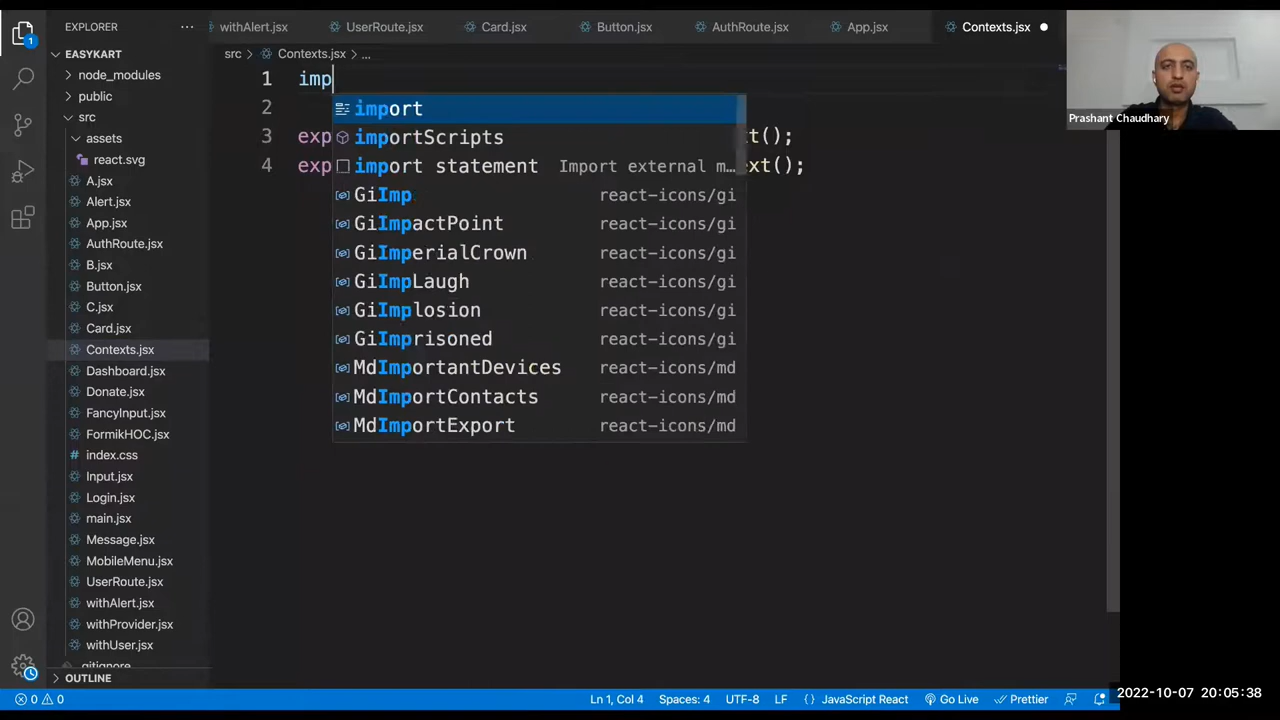 EXPLORER
withAlert.jsx
UserRoute.jsx
Card.jsx
Button.jsx
AuthRoute.jsx
App.jsx
Contexts.jsx
1
EASYKART
src > Contexts.jsx > ...
node_modules
public
src
assets
react.svg
A.jsx
Alert.jsx
App.jsx
AuthRoute.jsx
B.jsx
Button.jsx
C.jsx
Card.jsx
Contexts.jsx
Dashboard.jsx
Donate.jsx
FancyInput.jsx
FormikHOC.jsx
index.css
Input.jsx
Login.jsx
main.jsx
Message.jsx
MobileMenu.jsx
UserRoute.jsx
withAlert.jsx
withProvider.jsx
withUser.jsx
.gitignore
OUTLINE
1 imp
2
3 exp xt();
4 exp ext();
import
importScripts
import statement Import external m...
GiImp react-icons/gi
GiImpactPoint react-icons/gi
GiImperialCrown react-icons/gi
GiImpLaugh react-icons/gi
GiImplosion react-icons/gi
GiImprisoned react-icons/gi
MdImportantDevices react-icons/md
MdImportContacts react-icons/md
MdImportExport react-icons/md
Prashant Chaudhary
0 0
Ln 1, Col 4
Spaces: 4
UTF-8
LF
{ } JavaScript React
Go Live
Prettier
2022-10-07 20:05:38